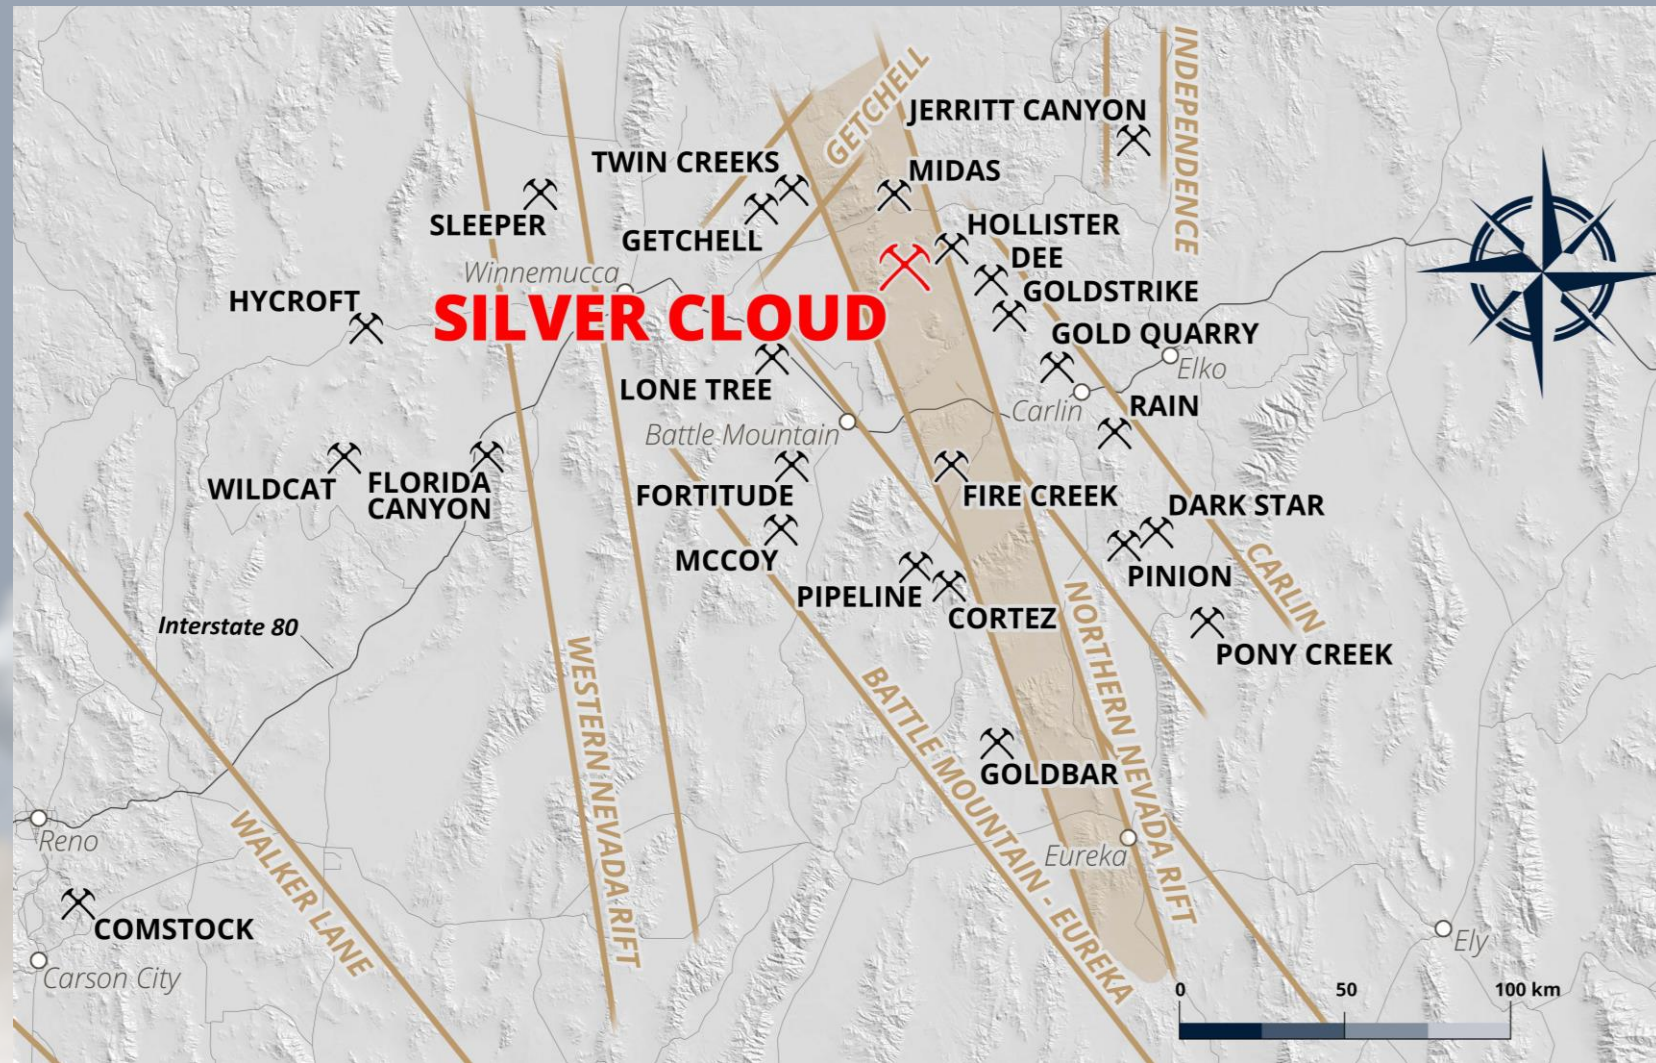 INDEPENDENCE
GETCHELL
JERRITT CANYON
TWIN CREEKS
MIDAS
SLEEPER
GETCHELL
HOLLISTER
DEE
Winnemucca
GOLDSTRIKE
HYCROFT
SILVER CLOUD
GOLD QUARRY
Elko
LONE TREE
Carlin
RAIN
Battle Mountain
WILDCAT
FLORIDA
CANYON
FORTITUDE
FIRE CREEK
DARK STAR
MCCOY
PINION
CARLIN
PIPELINE
CORTEZ
Interstate 80
PONY CREEK
WESTERN NEVADA RIFT
BATTLE MOUNTAIN - EUREKA
NORTHERN NEVADA RIFT
GOLDBAR
Reno
WALKER LANE
Eureka
COMSTOCK
Ely
Carson City
0 50 100 km